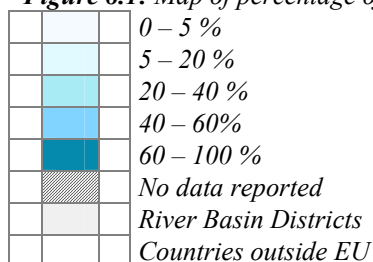 Figure 6.1: Map of percentage o
0 – 5 %
5 – 20 %
20 – 40 %
40 – 60%
60 – 100 %
No data reported
River Basin Districts
Countries outside EU